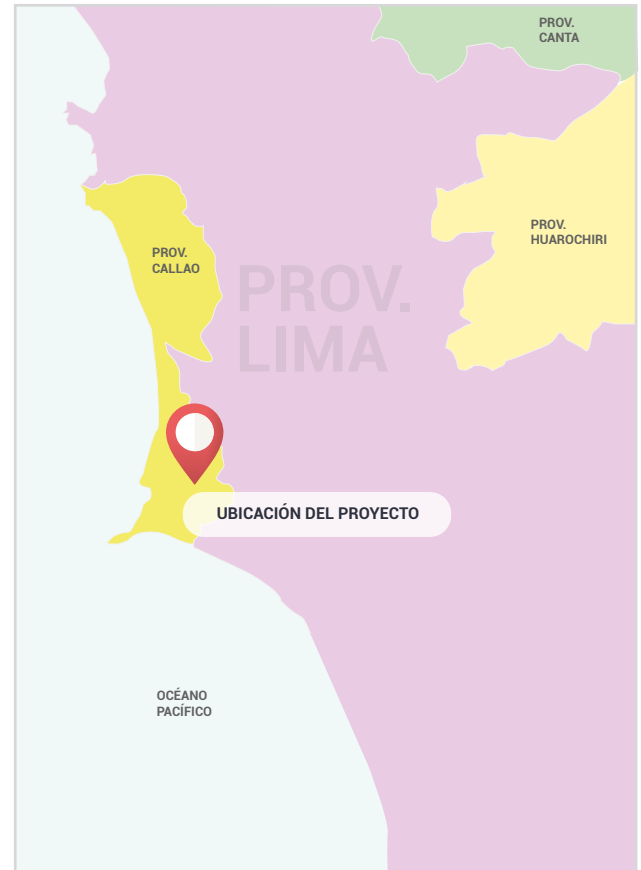 PROV.
CANTA
PROV.
HUAROCHIRI
PROV.
CALLAO
PROV.
LIMA
UBICACIÓN DEL PROYECTO
OCÉANO
PACÍFICO